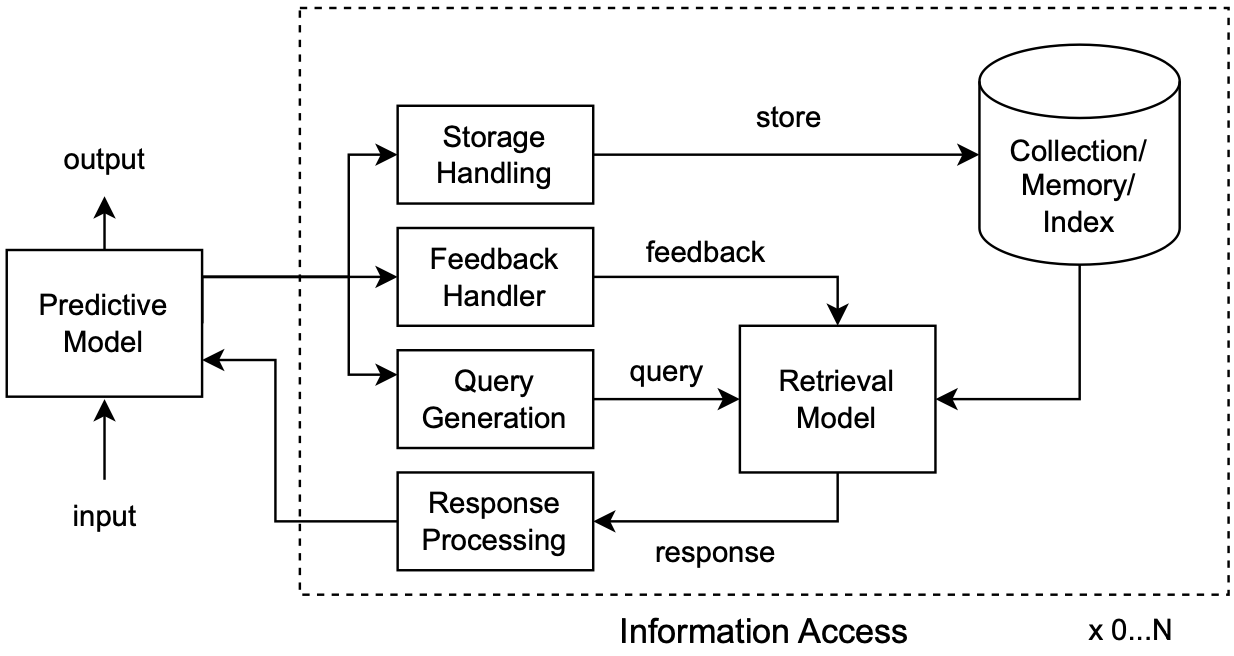 output
Predictive
Model
input
Storage
Handling
store
Collection/
Memory/
Index
Feedback
Handler
feedback
Query
Generation
query
Retrieval
Model
Response
Processing
response
Information Access
x 0...N